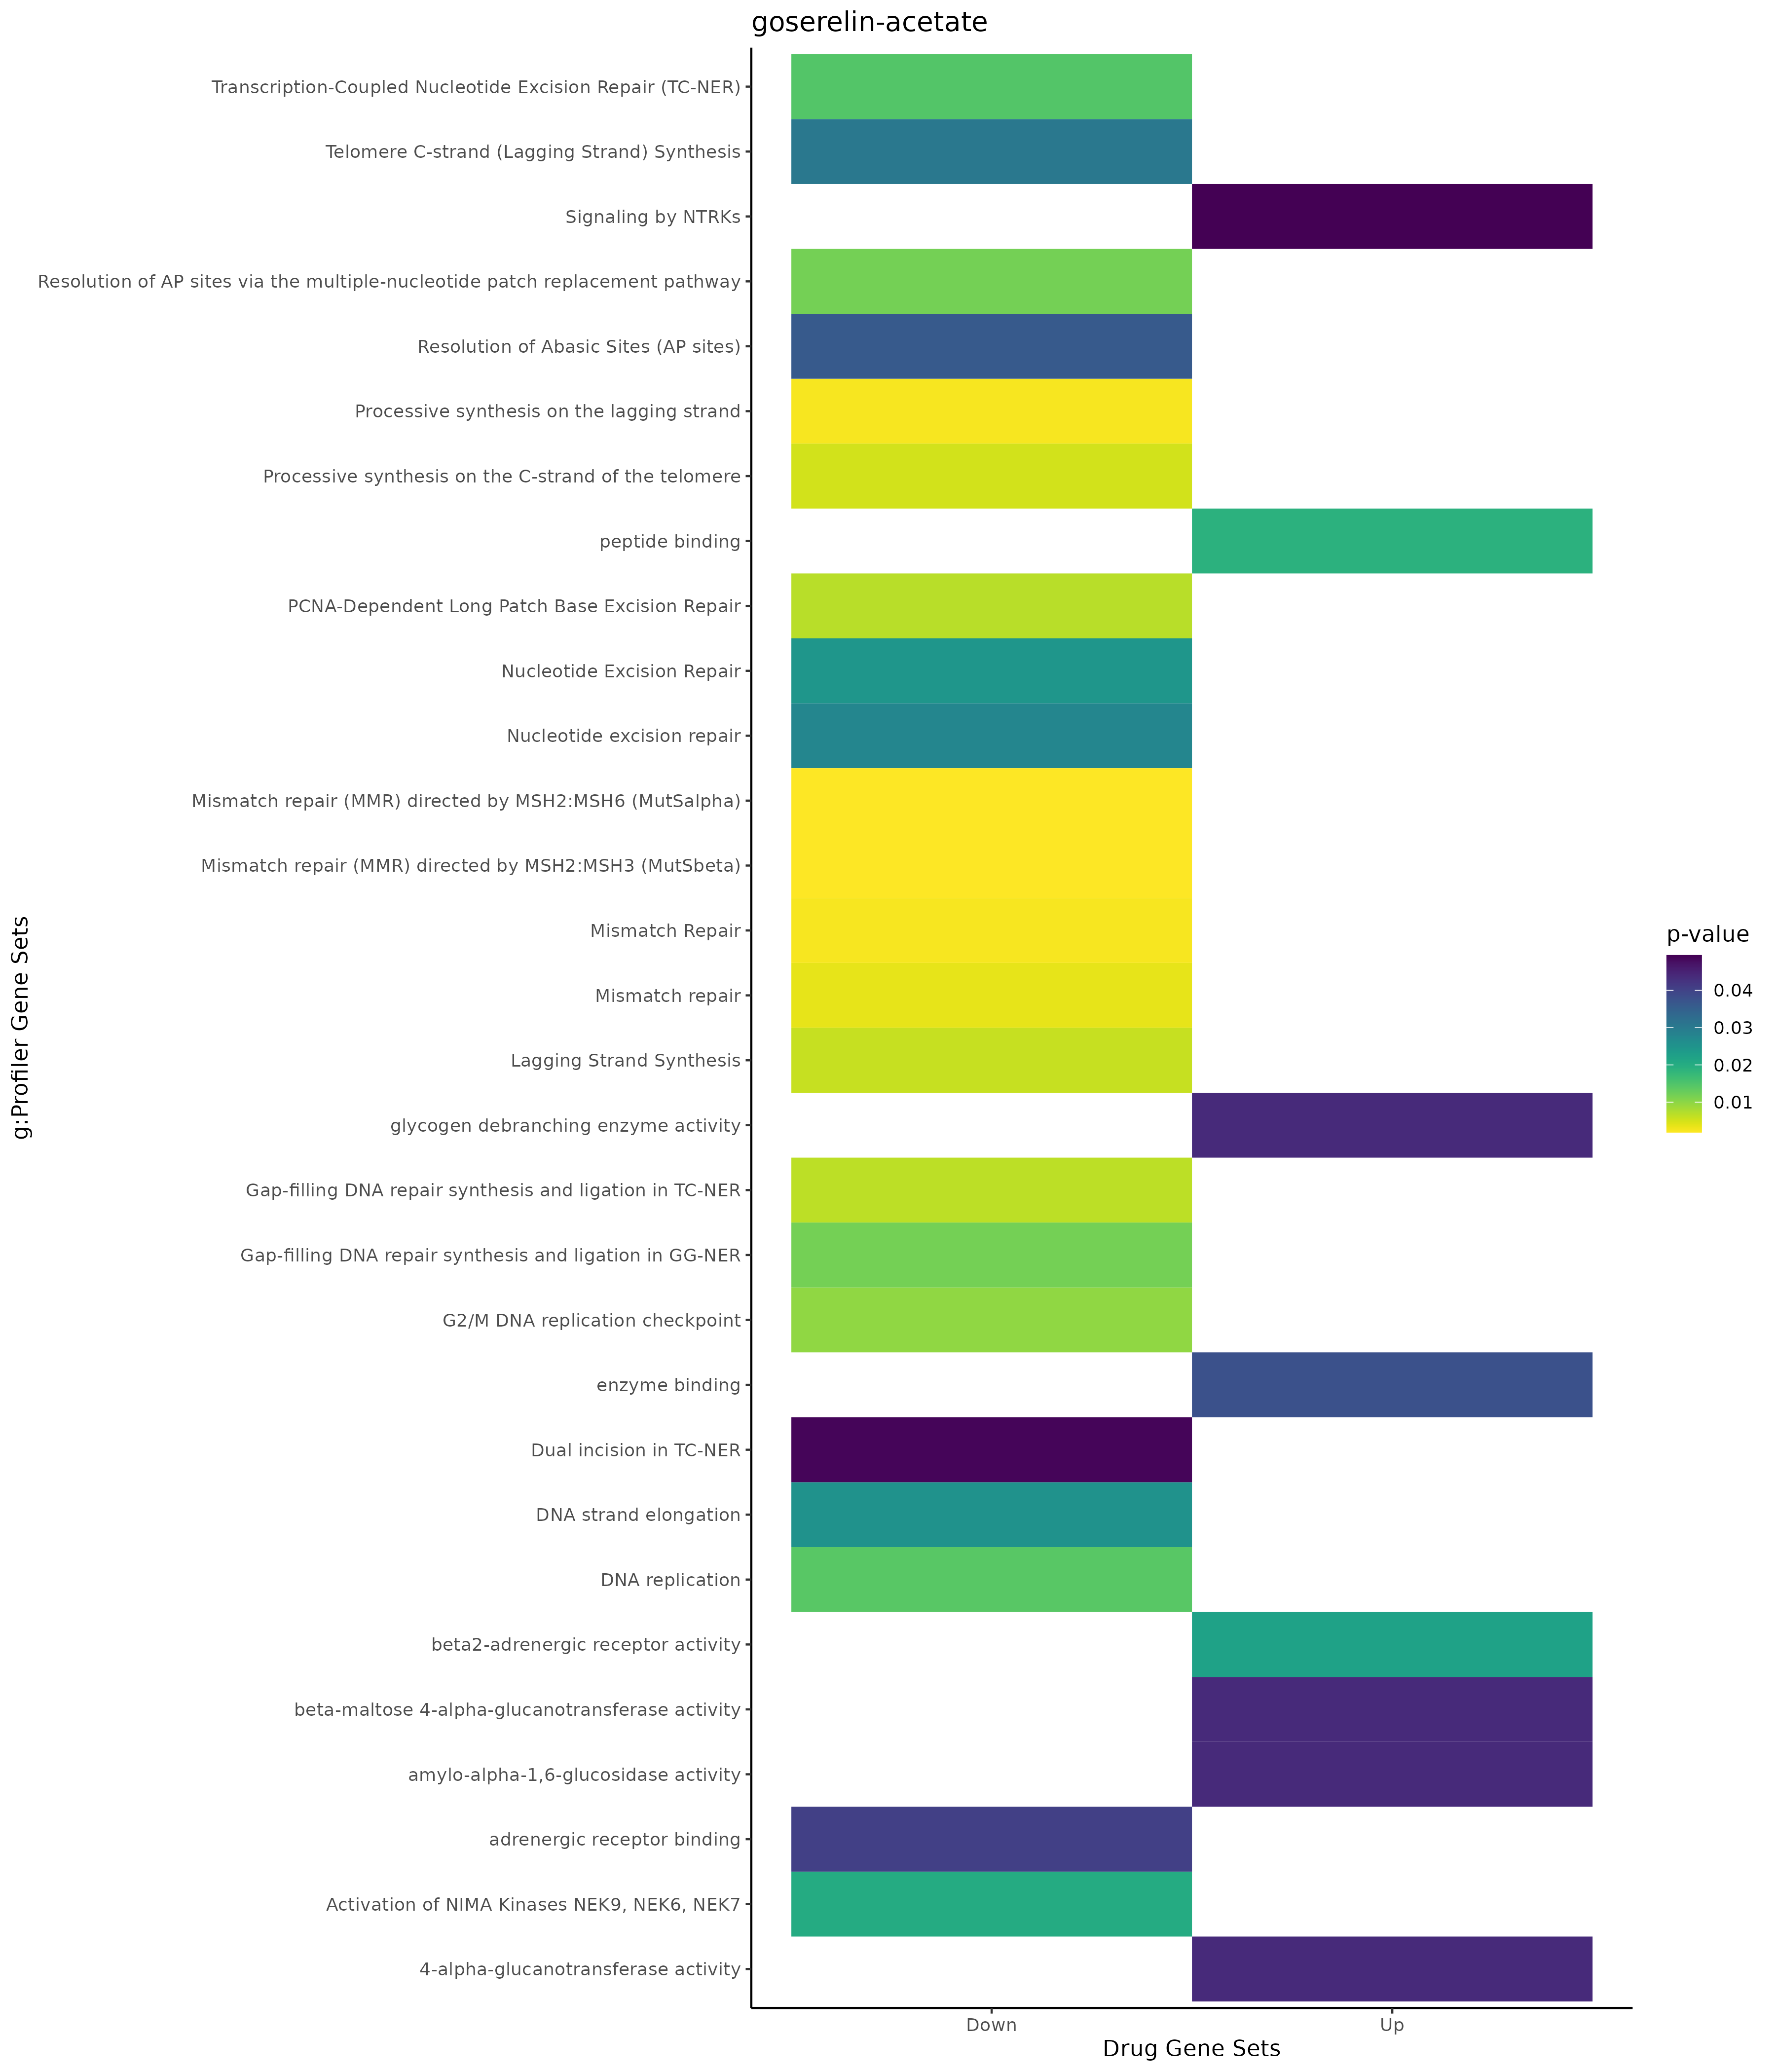 goserelin-acetate
Transcription-Coupled Nucleotide Excision Repair (TC-NER)
Telomere C-strand (Lagging Strand) Synthesis
Signaling by NTRKs
Resolution of AP sites via the multiple-nucleotide patch replacement pathway
Resolution of Abasic Sites (AP sites)
Processive synthesis on the lagging strand
Processive synthesis on the C-strand of the telomere
peptide binding
PCNA-Dependent Long Patch Base Excision Repair
Nucleotide Excision Repair
Nucleotide excision repair
Mismatch repair (MMR) directed by MSH2:MSH6 (MutSalpha)
Mismatch repair (MMR) directed by MSH2:MSH3 (MutSbeta)
Mismatch Repair
Mismatch repair
Lagging Strand Synthesis
glycogen debranching enzyme activity
Gap-filling DNA repair synthesis and ligation in TC-NER
Gap-filling DNA repair synthesis and ligation in GG-NER
G2/M DNA replication checkpoint
enzyme binding
Dual incision in TC-NER
DNA strand elongation
DNA replication
beta2-adrenergic receptor activity
beta-maltose 4-alpha-glucanotransferase activity
amylo-alpha-1,6-glucosidase activity
adrenergic receptor binding
Activation of NIMA Kinases NEK9, NEK6, NEK7
4-alpha-glucanotransferase activity
g:Profiler Gene Sets
Down
Up
Drug Gene Sets
p-value
0.04
0.03
0.02
0.01